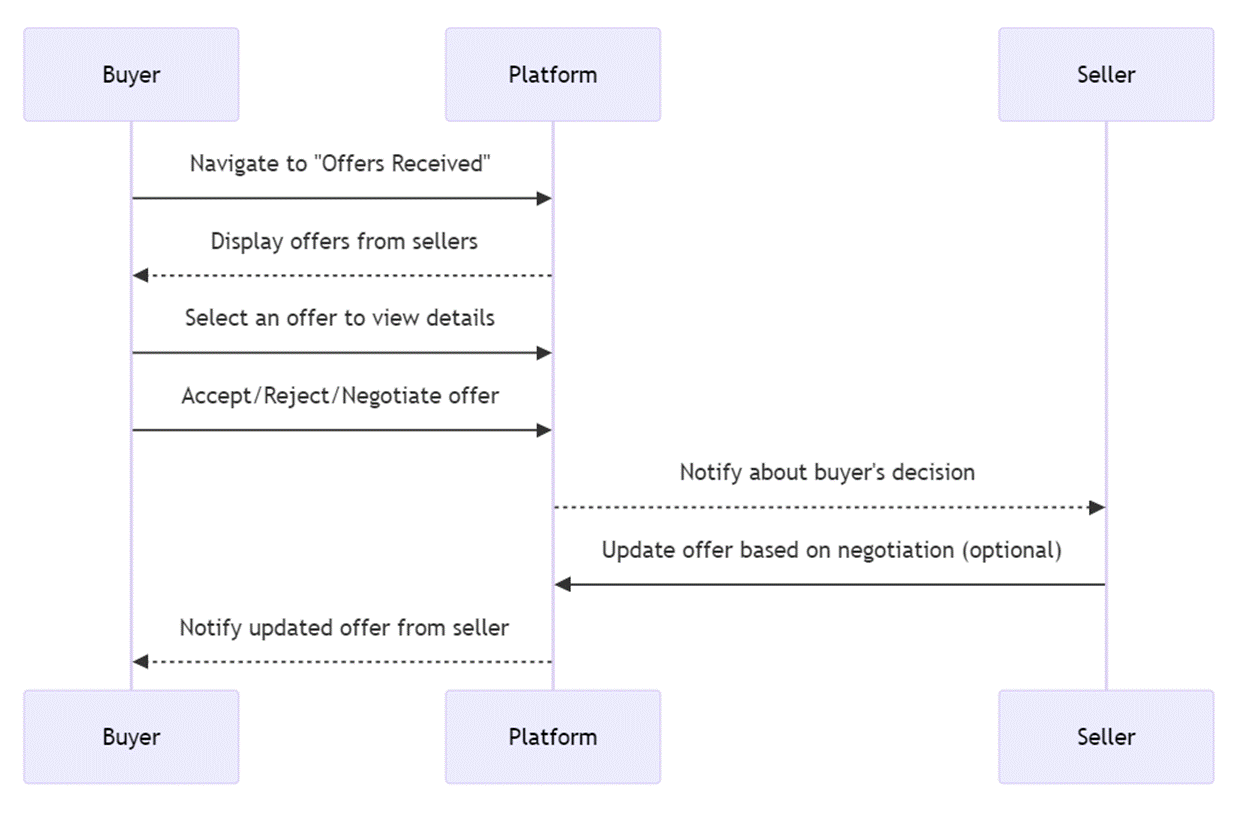 Buyer
Platform
Seller
Navigate to "Offers Received"
Display offers from sellers
Select an offer to view details
Accept/Reject/Negotiate offer
Notify about buyer's decision
Update offer based on negotiation (optional)
Notify updated offer from seller
Buyer
Platform
Seller